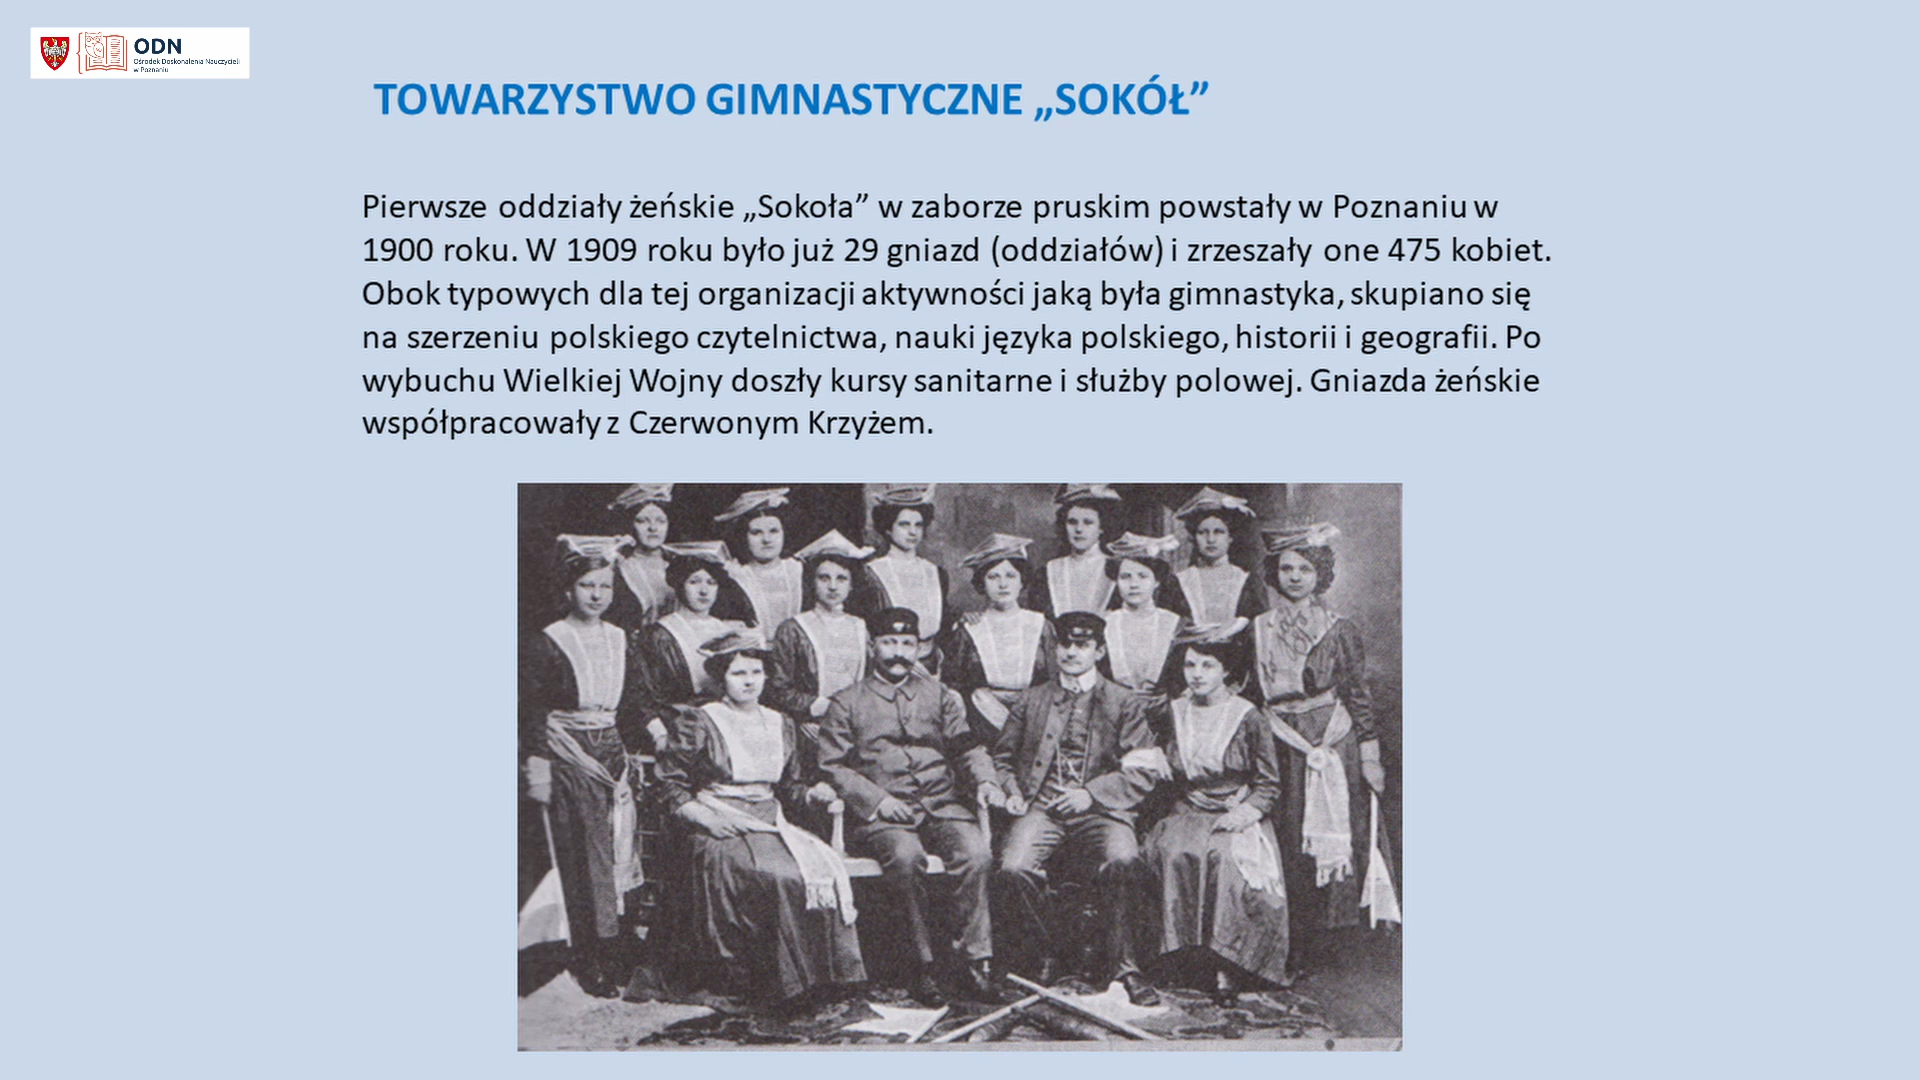 ODN
Ośrodek Doskonalenia Nauczycieli
w Poznaniu
TOWARZYSTWO GIMNASTYCZNE „SOKÓŁ”
Pierwsze oddziały żeńskie „Sokoła” w zaborze pruskim powstały w Poznaniu w
1900 roku. W 1909 roku było już 29 gniazd (oddziałów) i zrzeszały one 475 kobiet.
Obok typowych dla tej organizacji aktywności jaką była gimnastyka, skupiano się
na szerzeniu polskiego czytelnictwa, nauki języka polskiego, historii i geografii. Po
wybuchu Wielkiej Wojny doszły kursy sanitarne i służby polowej. Gniazda żeńskie
współpracowały z Czerwonym Krzyżem.